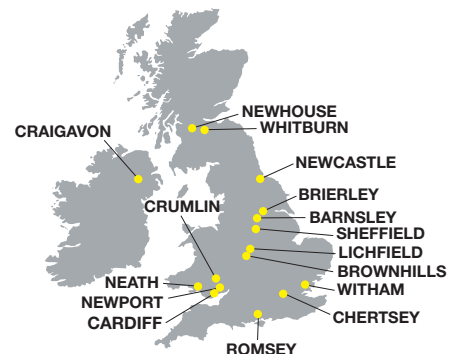 NEWHOUSE
WHITBURN
CRAIGAVON
NEWCASTLE
BRIERLEY
CRUMLIN
BARNSLEY
SHEFFIELD
LICHFIELD
BROWNHILLS
NEATH
WITHAM
NEWPORT
CARDIFF
CHERTSEY
ROMSEY